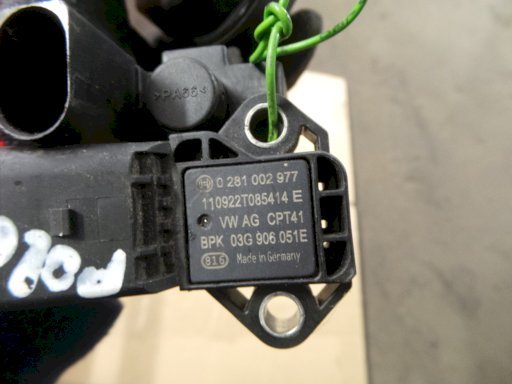 >PA66<
0 281 002 977
110922T085414 E
VW AG CPT41
BPK 03G 906 051E
816 Made in Germany